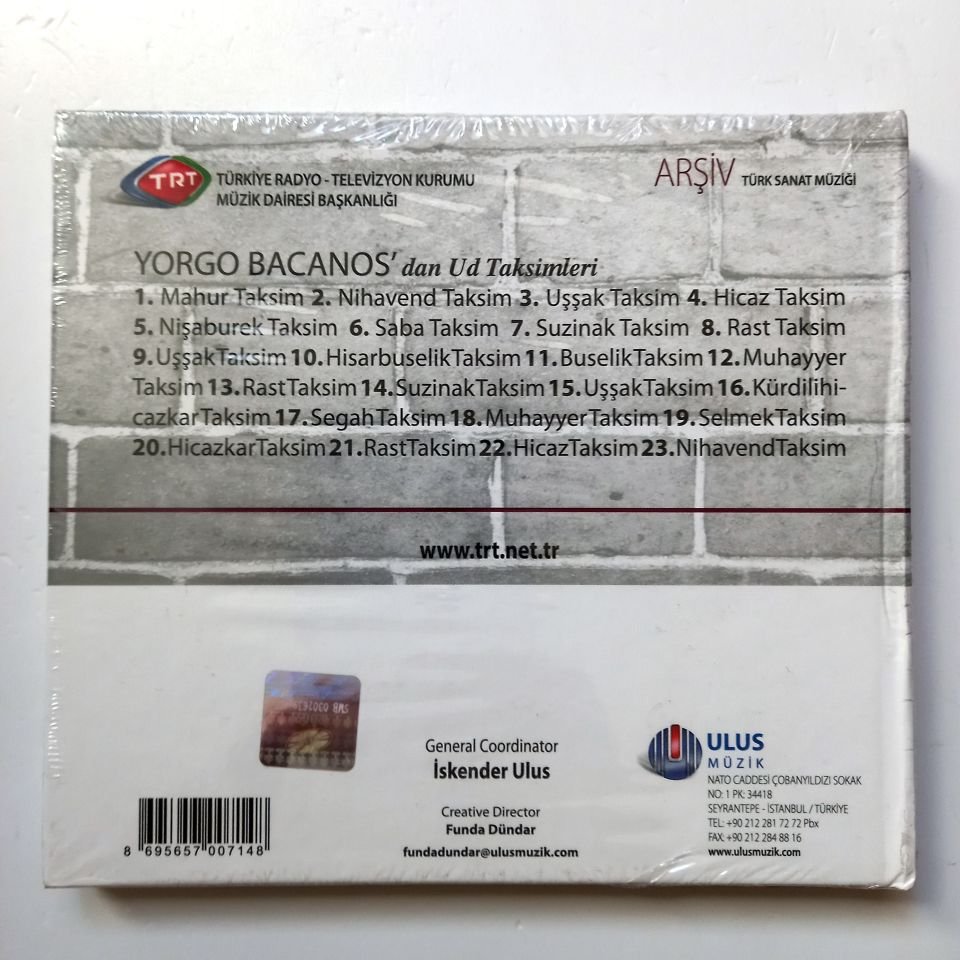 TRT
TÜRKİYE RADYO - TELEVİZYON KURUMU
MÜZİK DAİRESİ BAŞKANLIĞI
ARŞİV TÜRK SANAT MÜZİĞİ
YORGO BACANOS' dan Ud Taksimleri
1. Mahur Taksim 2. Nihavend Taksim 3. Uşşak Taksim 4. Hicaz Taksim
5. Nişaburek Taksim 6. Saba Taksim 7. Suzinak Taksim 8. Rast Taksim
9. Uşşak Taksim 10. Hisarbuselik Taksim 11. Buselik Taksim 12. Muhayyer
Taksim 13. Rast Taksim 14. Suzinak Taksim 15. Uşşak Taksim 16. Kürdilihi-
cazkar Taksim 17. Segah Taksim 18. Muhayyer Taksim 19. Selmek Taksim
20. Hicazkar Taksim 21. Rast Taksim 22. Hicaz Taksim 23. Nihavend Taksim
www.trt.net.tr
General Coordinator
İskender Ulus
Creative Director
Funda Dündar
fundadundar@ulusmuzik.com
8 695657 007148
ULUS
MÜZİK
NATO CADDESİ ÇOBANYILDIZI SOKAK
NO: 1 PK: 34418
SEYRANTEPE - İSTANBUL / TÜRKİYE
TEL: +90 212 281 72 72 Pbx
FAX: +90 212 284 88 16
www.ulusmuzik.com